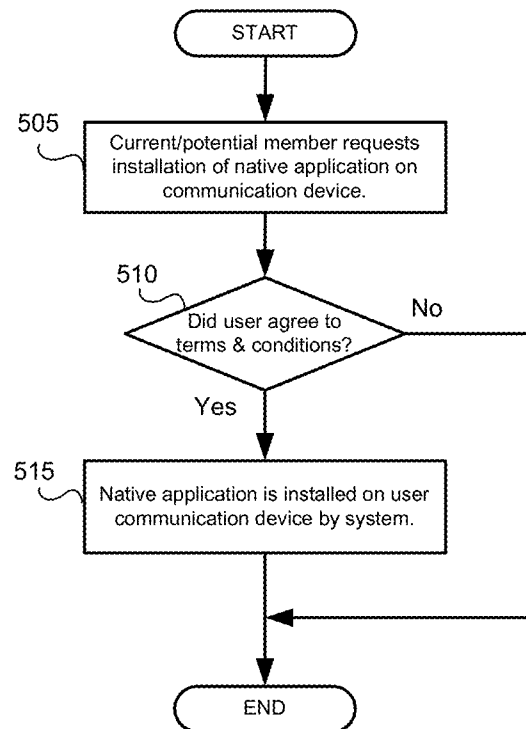 START
505
Current/potential member requests
installation of native application on
communication device.
510
Did user agree to
terms & conditions?
No
Yes
515
Native application is installed on user
communication device by system.
END